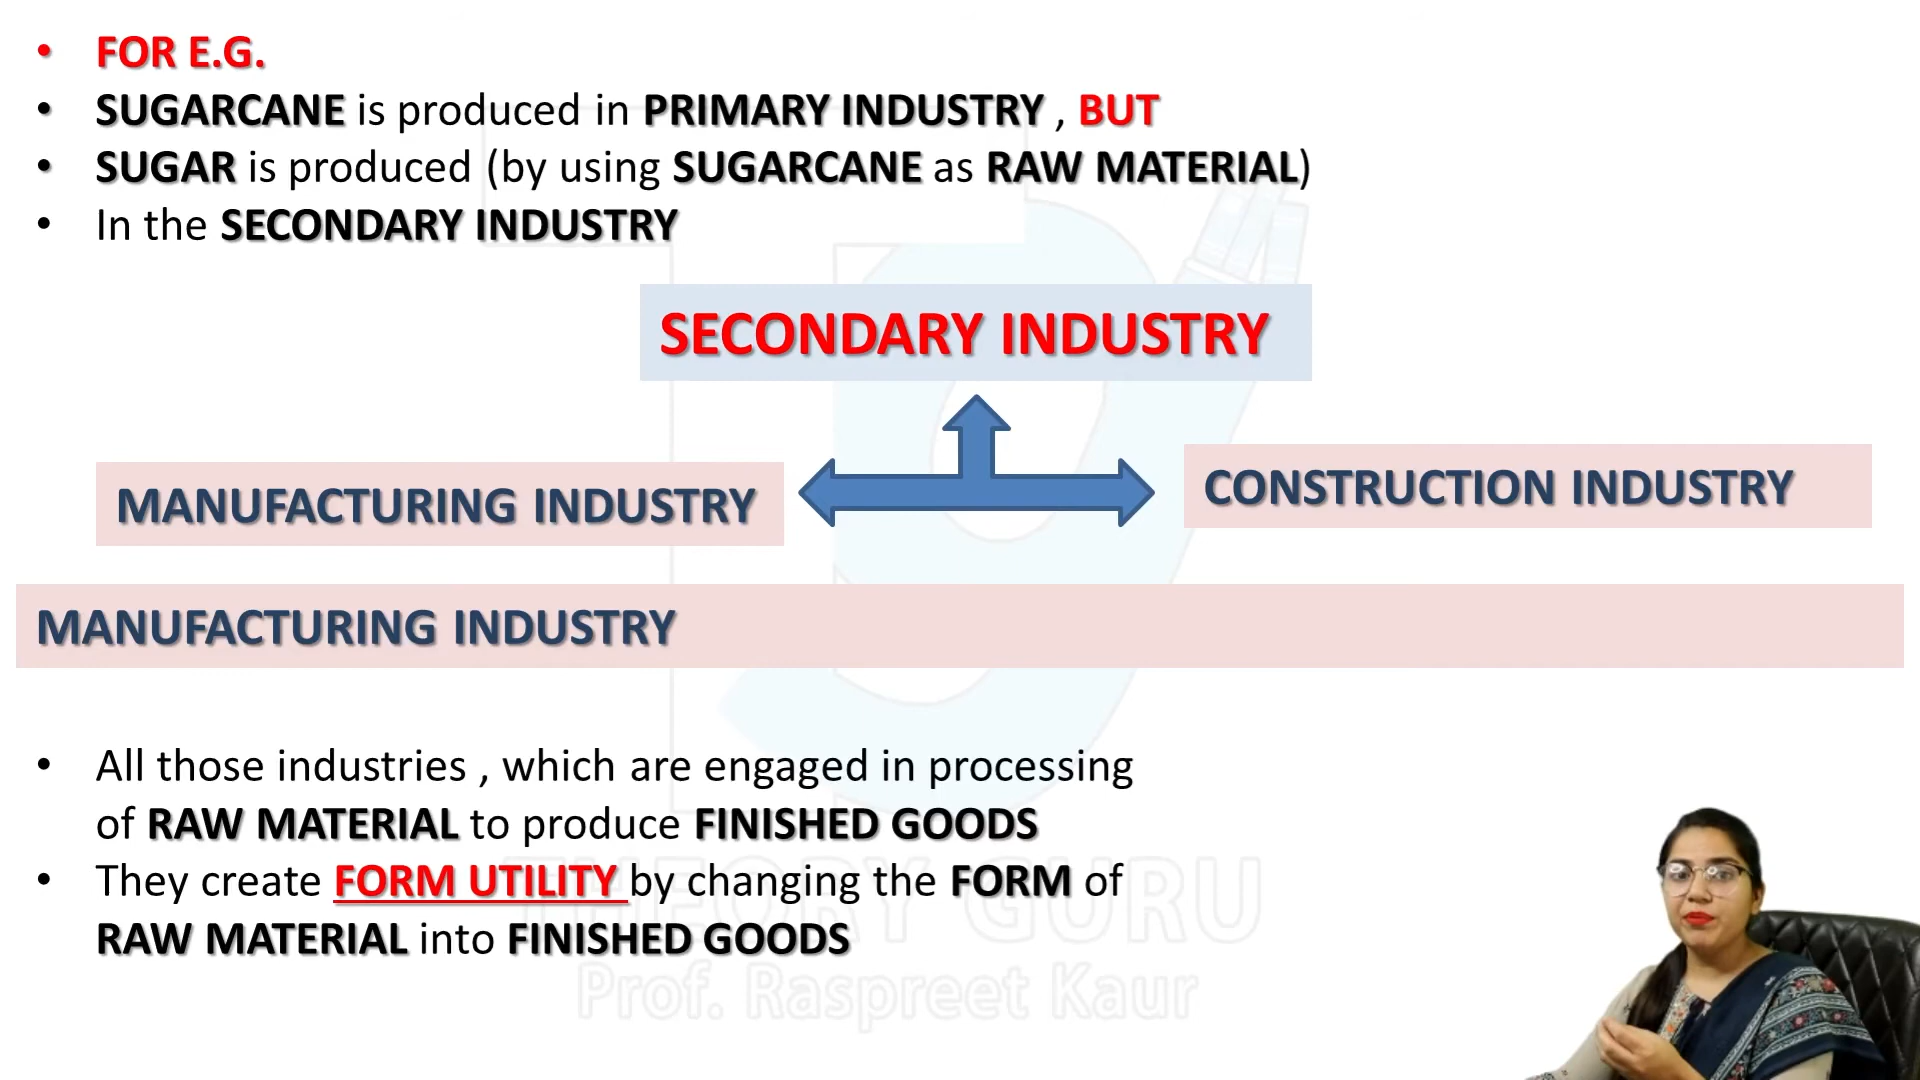 • FOR E.G.
• SUGARCANE is produced in PRIMARY INDUSTRY , BUT
• SUGAR is produced (by using SUGARCANE as RAW MATERIAL)
• In the SECONDARY INDUSTRY
SECONDARY INDUSTRY
MANUFACTURING INDUSTRY
CONSTRUCTION INDUSTRY
MANUFACTURING INDUSTRY
• All those industries , which are engaged in processing
of RAW MATERIAL to produce FINISHED GOODS
• They create FORM UTILITY by changing the FORM of
RAW MATERIAL into FINISHED GOODS
THEORY GURU
Prof. Raspreet Kaur